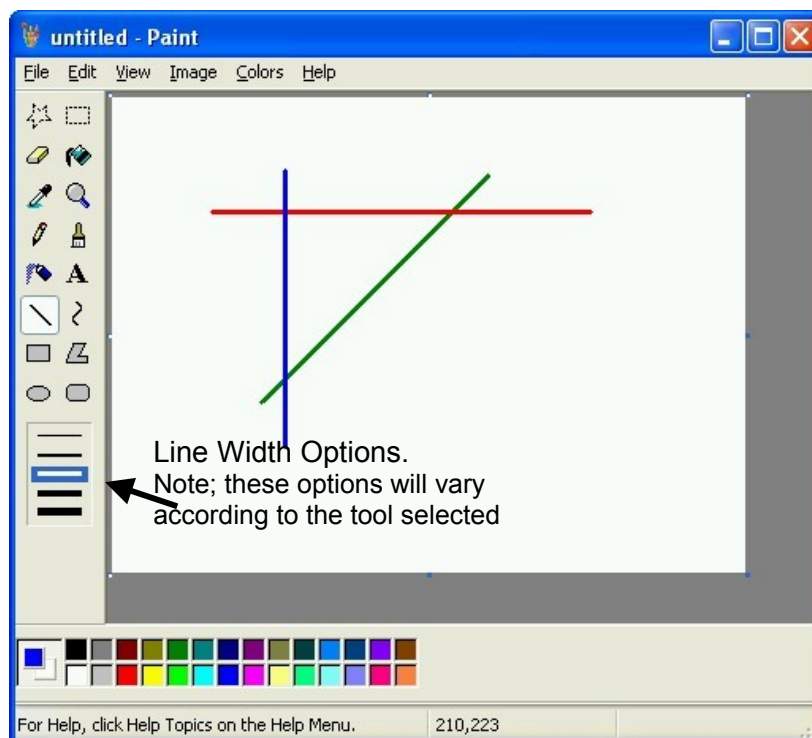 untitled - Paint
File Edit View Image Colors Help
A
Line Width Options.
Note; these options will vary
according to the tool selected
For Help, click Help Topics on the Help Menu. 210,223